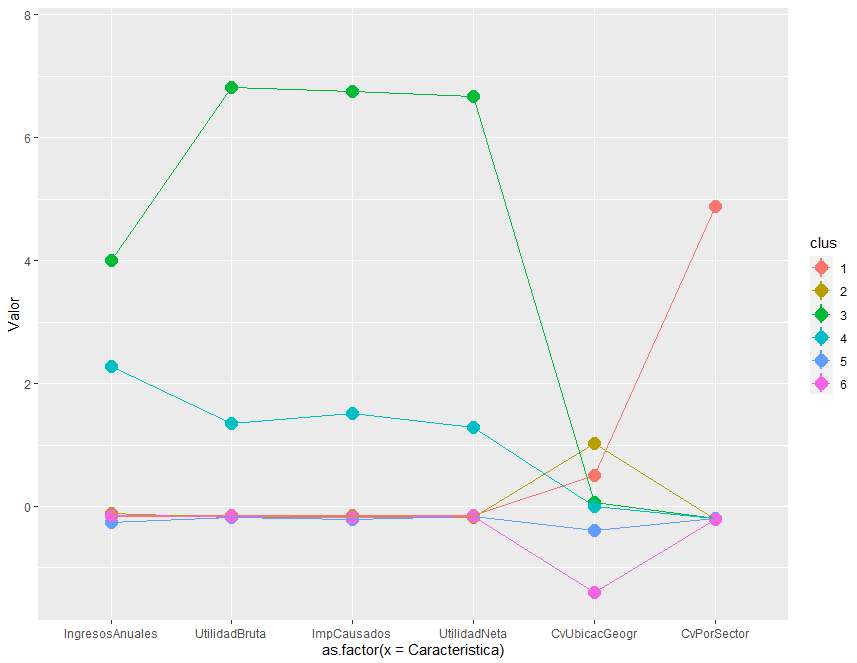 8
6
4
2
0
Valor
IngresosAnuales UtilidadBruta ImpCausados UtilidadNeta CvUbicacGeogr CvPorSector
as.factor(x = Caracteristica)
clus
1
2
3
4
5
6